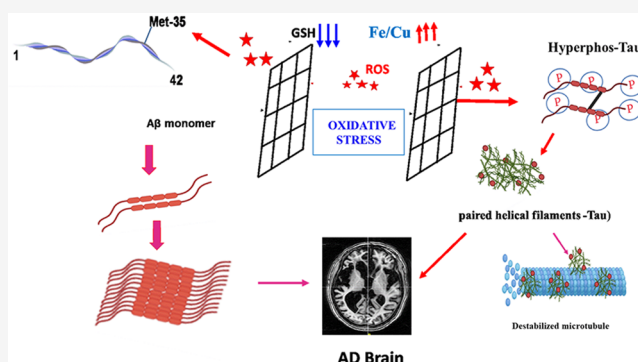 Met-35
1
42
Aβ monomer
GSH
Fe/Cu
ROS
OXIDATIVE
STRESS
Hyperphos-Tau
P
P
P
P
P
P
paired helical filaments -Tau)
Destabilized microtubule
AD Brain